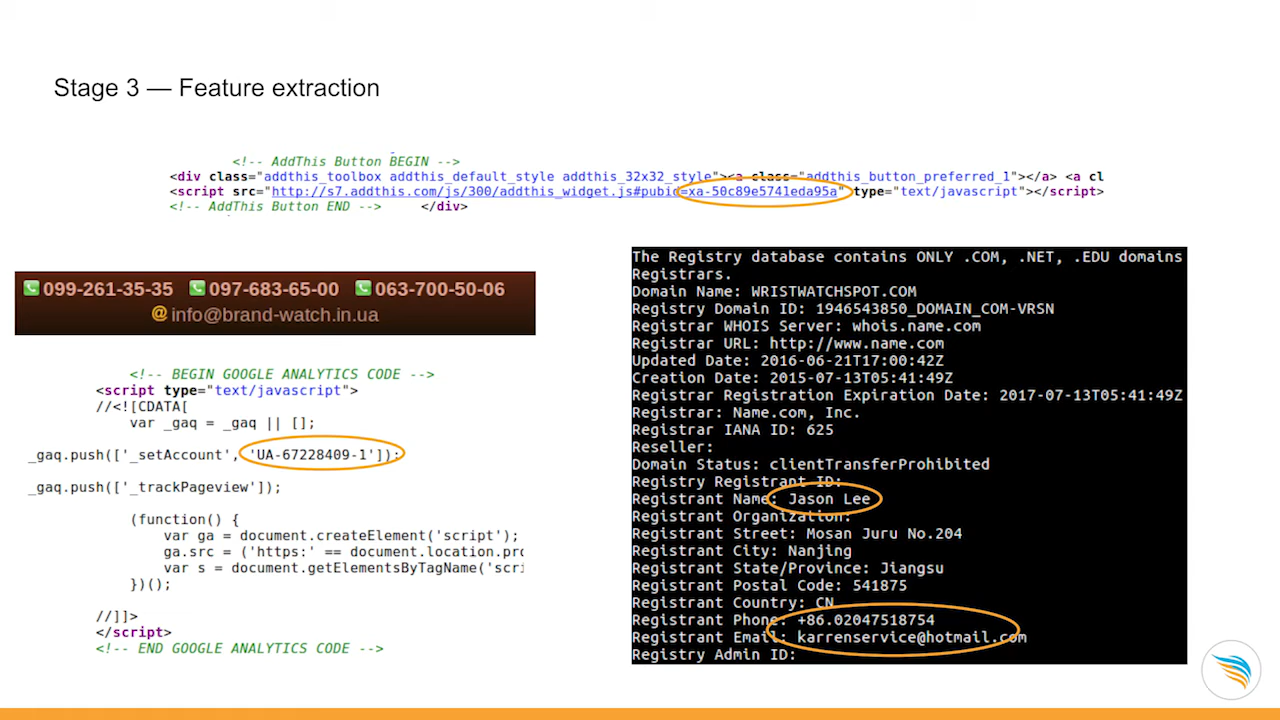 Stage 3 — Feature extraction
<!-- AddThis Button BEGIN -->
<div class="addthis_toolbox addthis_default_style addthis_32x32_style"><a class="addthis_button_preferred_1"></a> <a cl
<script src="http://s7.addthis.com/js/300/addthis_widget.js#pubid=xa-50c89e5741eda95a" type="text/javascript"></script>
<!-- AddThis Button END --> </div>
099-261-35-35 097-683-65-00 063-700-50-06
@info@brand-watch.in.ua
<!-- BEGIN GOOGLE ANALYTICS CODE -->
<script type="text/javascript">
//<![CDATA[
var _gaq = _gaq || [];
_gaq.push(['_setAccount', 'UA-67228409-1']);
_gaq.push(['_trackPageview']);
(function() {
var ga = document.createElement('script');
ga.src = ('https:' == document.location.pro
var s = document.getElementsByTagName('scri
})();
//]]>
</script>
<!-- END GOOGLE ANALYTICS CODE -->
The Registry database contains ONLY .COM, .NET, .EDU domains
Registrars.
Domain Name: WRISTWATCHSPOT.COM
Registry Domain ID: 1946543850_DOMAIN_COM-VRSN
Registrar WHOIS Server: whois.name.com
Registrar URL: http://www.name.com
Updated Date: 2016-06-21T17:00:42Z
Creation Date: 2015-07-13T05:41:49Z
Registrar Registration Expiration Date: 2017-07-13T05:41:49Z
Registrar: Name.com, Inc.
Registrar IANA ID: 625
Reseller:
Domain Status: clientTransferProhibited
Registry Registrant ID:
Registrant Name: Jason Lee
Registrant Organization:
Registrant Street: Mosan Juru No.204
Registrant City: Nanjing
Registrant State/Province: Jiangsu
Registrant Postal Code: 541875
Registrant Country: CN
Registrant Phone: +86.02047518754
Registrant Email: karrenservice@hotmail.com
Registry Admin ID: